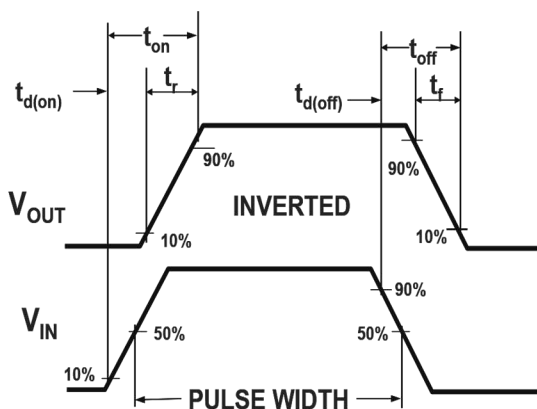 t_on
t_off
t_r
t_f
t_d(on)
t_d(off)
90%
90%
V_OUT
INVERTED
10%
10%
90%
V_IN
50%
50%
10%
PULSE WIDTH